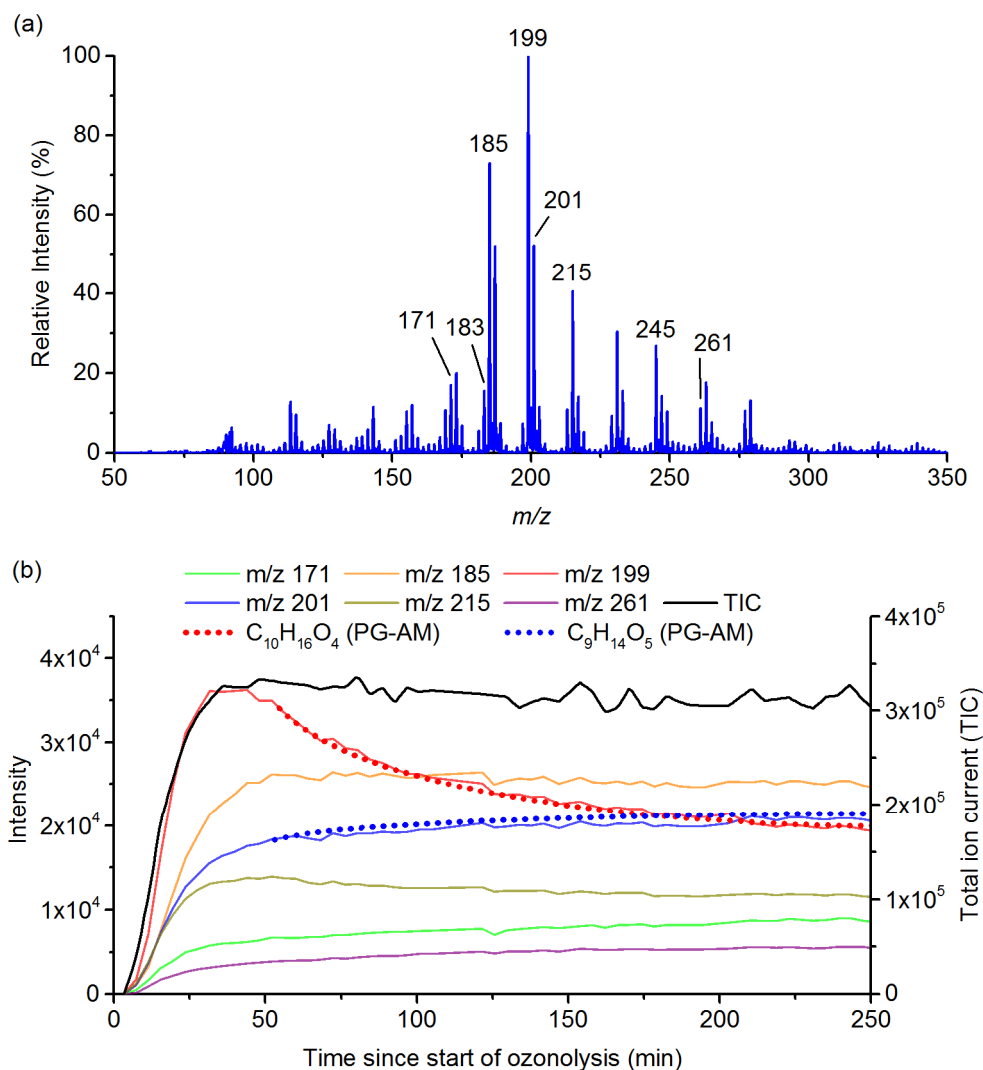 (a)
199
100
185
80
201
60
215
40
171
183
245
261
20
0
50 100 150 200 250 300 350
Relative Intensity (%)
m/z
(b)
m/z 171 m/z 185 m/z 199
m/z 201 m/z 215 m/z 261 TIC
C10H16O4 (PG-AM) C9H14O5 (PG-AM)
4x10^4 4x10^5
3x10^4 3x10^5
2x10^4 2x10^5
1x10^4 1x10^5
0 0
0 50 100 150 200 250
Intensity
Total ion current (TIC)
Time since start of ozonolysis (min)